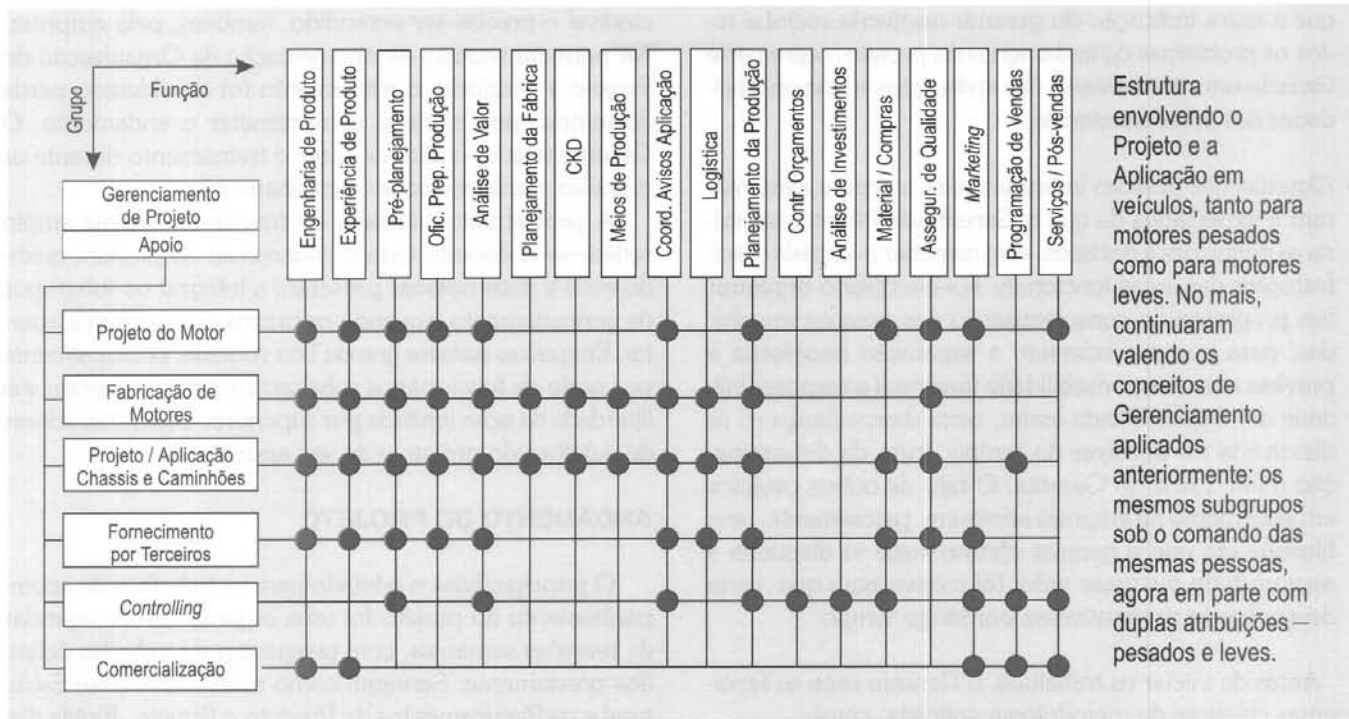 Grupo
Função
Engenharia de Produto
Experiência de Produto
Pré-planejamento
Ofic. Prep. Produção
Análise de Valor
Planejamento da Fábrica
CKD
Meios de Produção
Coord. Avisos Aplicação
Logística
Planejamento da Produção
Contr. Orçamentos
Análise e Investimentos
Material / Compras
Assegur. de Qualidade
Marketing
Programação de Vendas
Serviços / Pós-vendas
Gerenciamento
de Projeto
Apoio
Projeto do Motor
Fabricação de
Motores
Projeto / Aplicação
Chassis e Caminhões
Fornecimento
por Terceiros
Controlling
Comercialização
Estrutura
envolvendo o
Projeto e a
Aplicação em
veículos, tanto para
motores pesados
como para motores
leves. No mais,
continuaram
valendo os
conceitos de
Gerenciamento
aplicados
anteriormente: os
mesmos subgrupos
sob o comando das
mesmas pessoas,
agora em parte com
duplas atribuições -
pesados e leves.